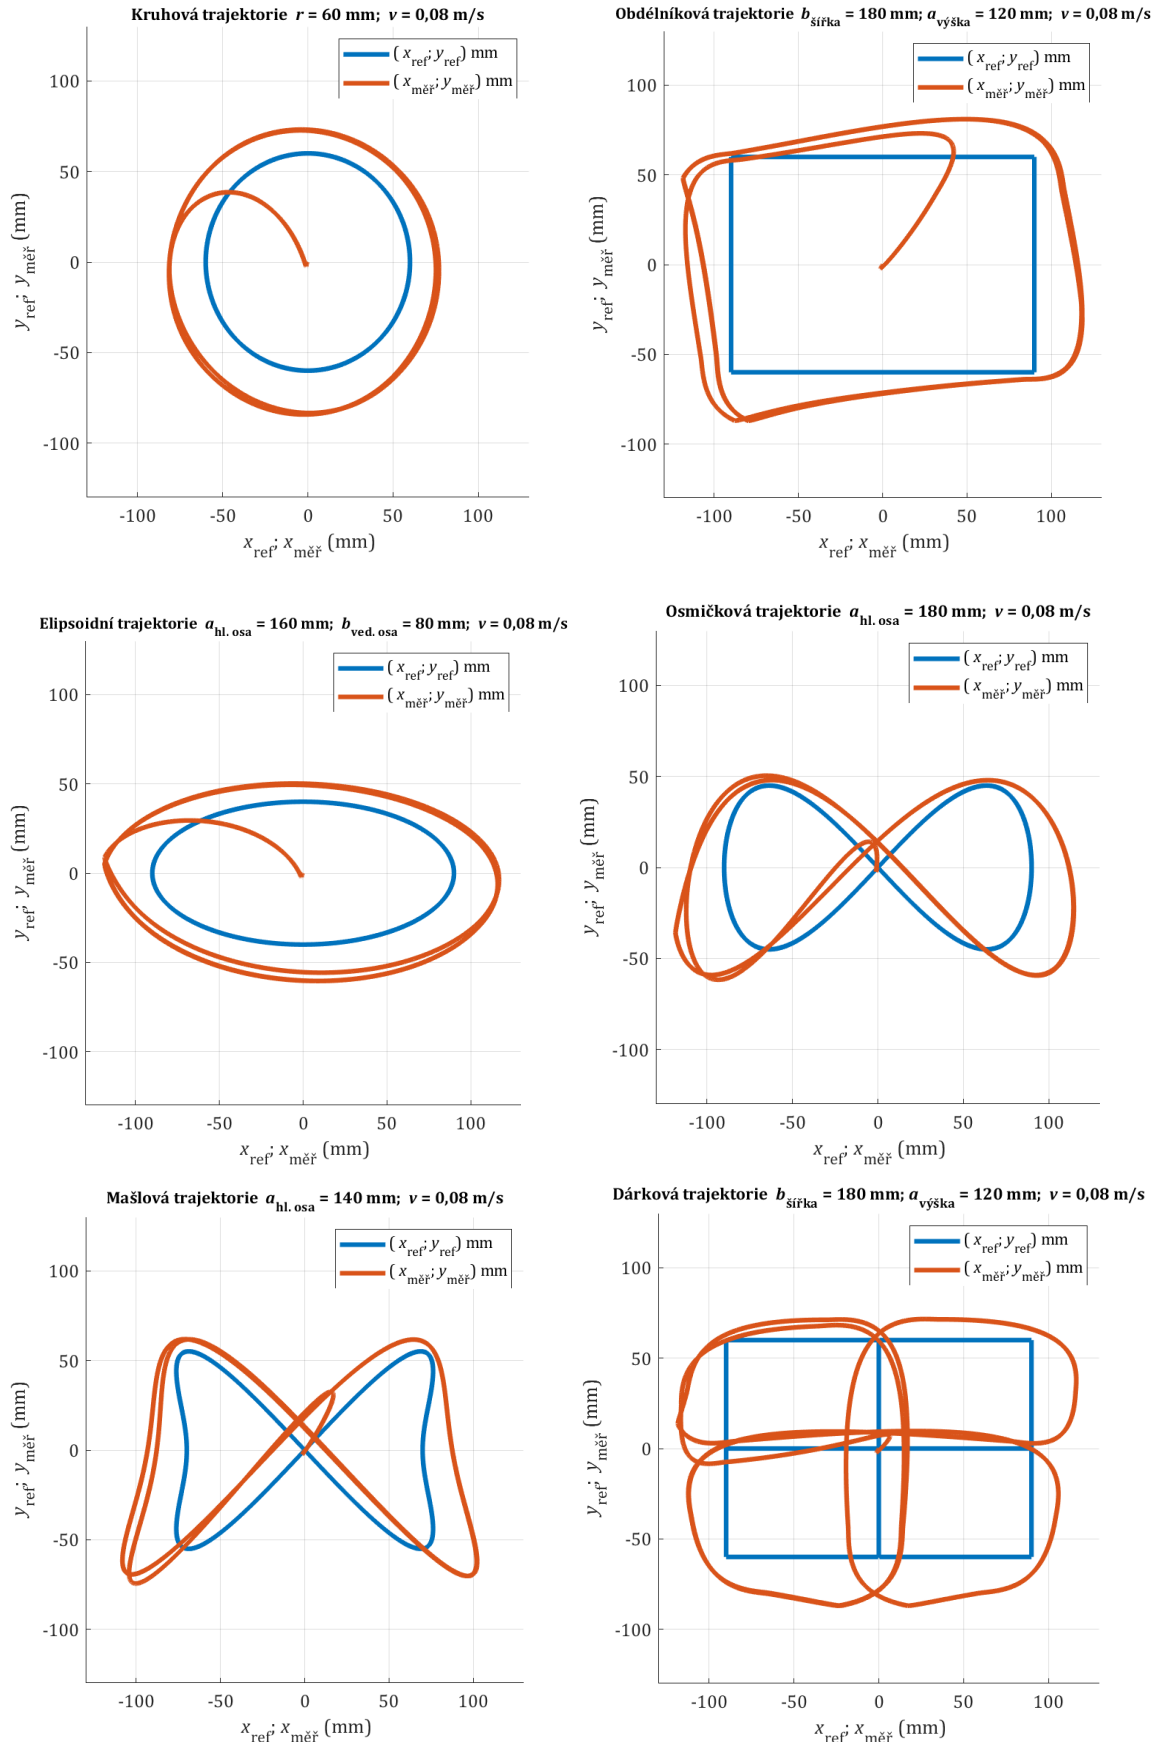 Kruhová trajektorie r = 60 mm; v = 0,08 m/s
(x_ref; y_ref) mm
(x_měř; y_měř) mm
100
50
0
-50
-100
y_ref; y_měř (mm)
-100 -50 0 50 100
x_ref; x_měř (mm)
Obdélníková trajektorie b_šířka = 180 mm; a_výška = 120 mm; v = 0,08 m/s
(x_ref; y_ref) mm
(x_měř; y_měř) mm
100
50
0
-50
-100
y_ref; y_měř (mm)
-100 -50 0 50 100
x_ref; x_měř (mm)
Elipsoidní trajektorie a_hl. osa = 160 mm; b_ved. osa = 80 mm; v = 0,08 m/s
(x_ref; y_ref) mm
(x_měř; y_měř) mm
100
50
0
-50
-100
y_ref; y_měř (mm)
-100 -50 0 50 100
x_ref; x_měř (mm)
Osmičková trajektorie a_hl. osa = 180 mm; v = 0,08 m/s
(x_ref; y_ref) mm
(x_měř; y_měř) mm
100
50
0
-50
-100
y_ref; y_měř (mm)
-100 -50 0 50 100
x_ref; x_měř (mm)
Mašlová trajektorie a_hl. osa = 140 mm; v = 0,08 m/s
(x_ref; y_ref) mm
(x_měř; y_měř) mm
100
50
0
-50
-100
y_ref; y_měř (mm)
-100 -50 0 50 100
x_ref; x_měř (mm)
Dárková trajektorie b_šířka = 180 mm; a_výška = 120 mm; v = 0,08 m/s
(x_ref; y_ref) mm
(x_měř; y_měř) mm
100
50
0
-50
-100
y_ref; y_měř (mm)
-100 -50 0 50 100
x_ref; x_měř (mm)